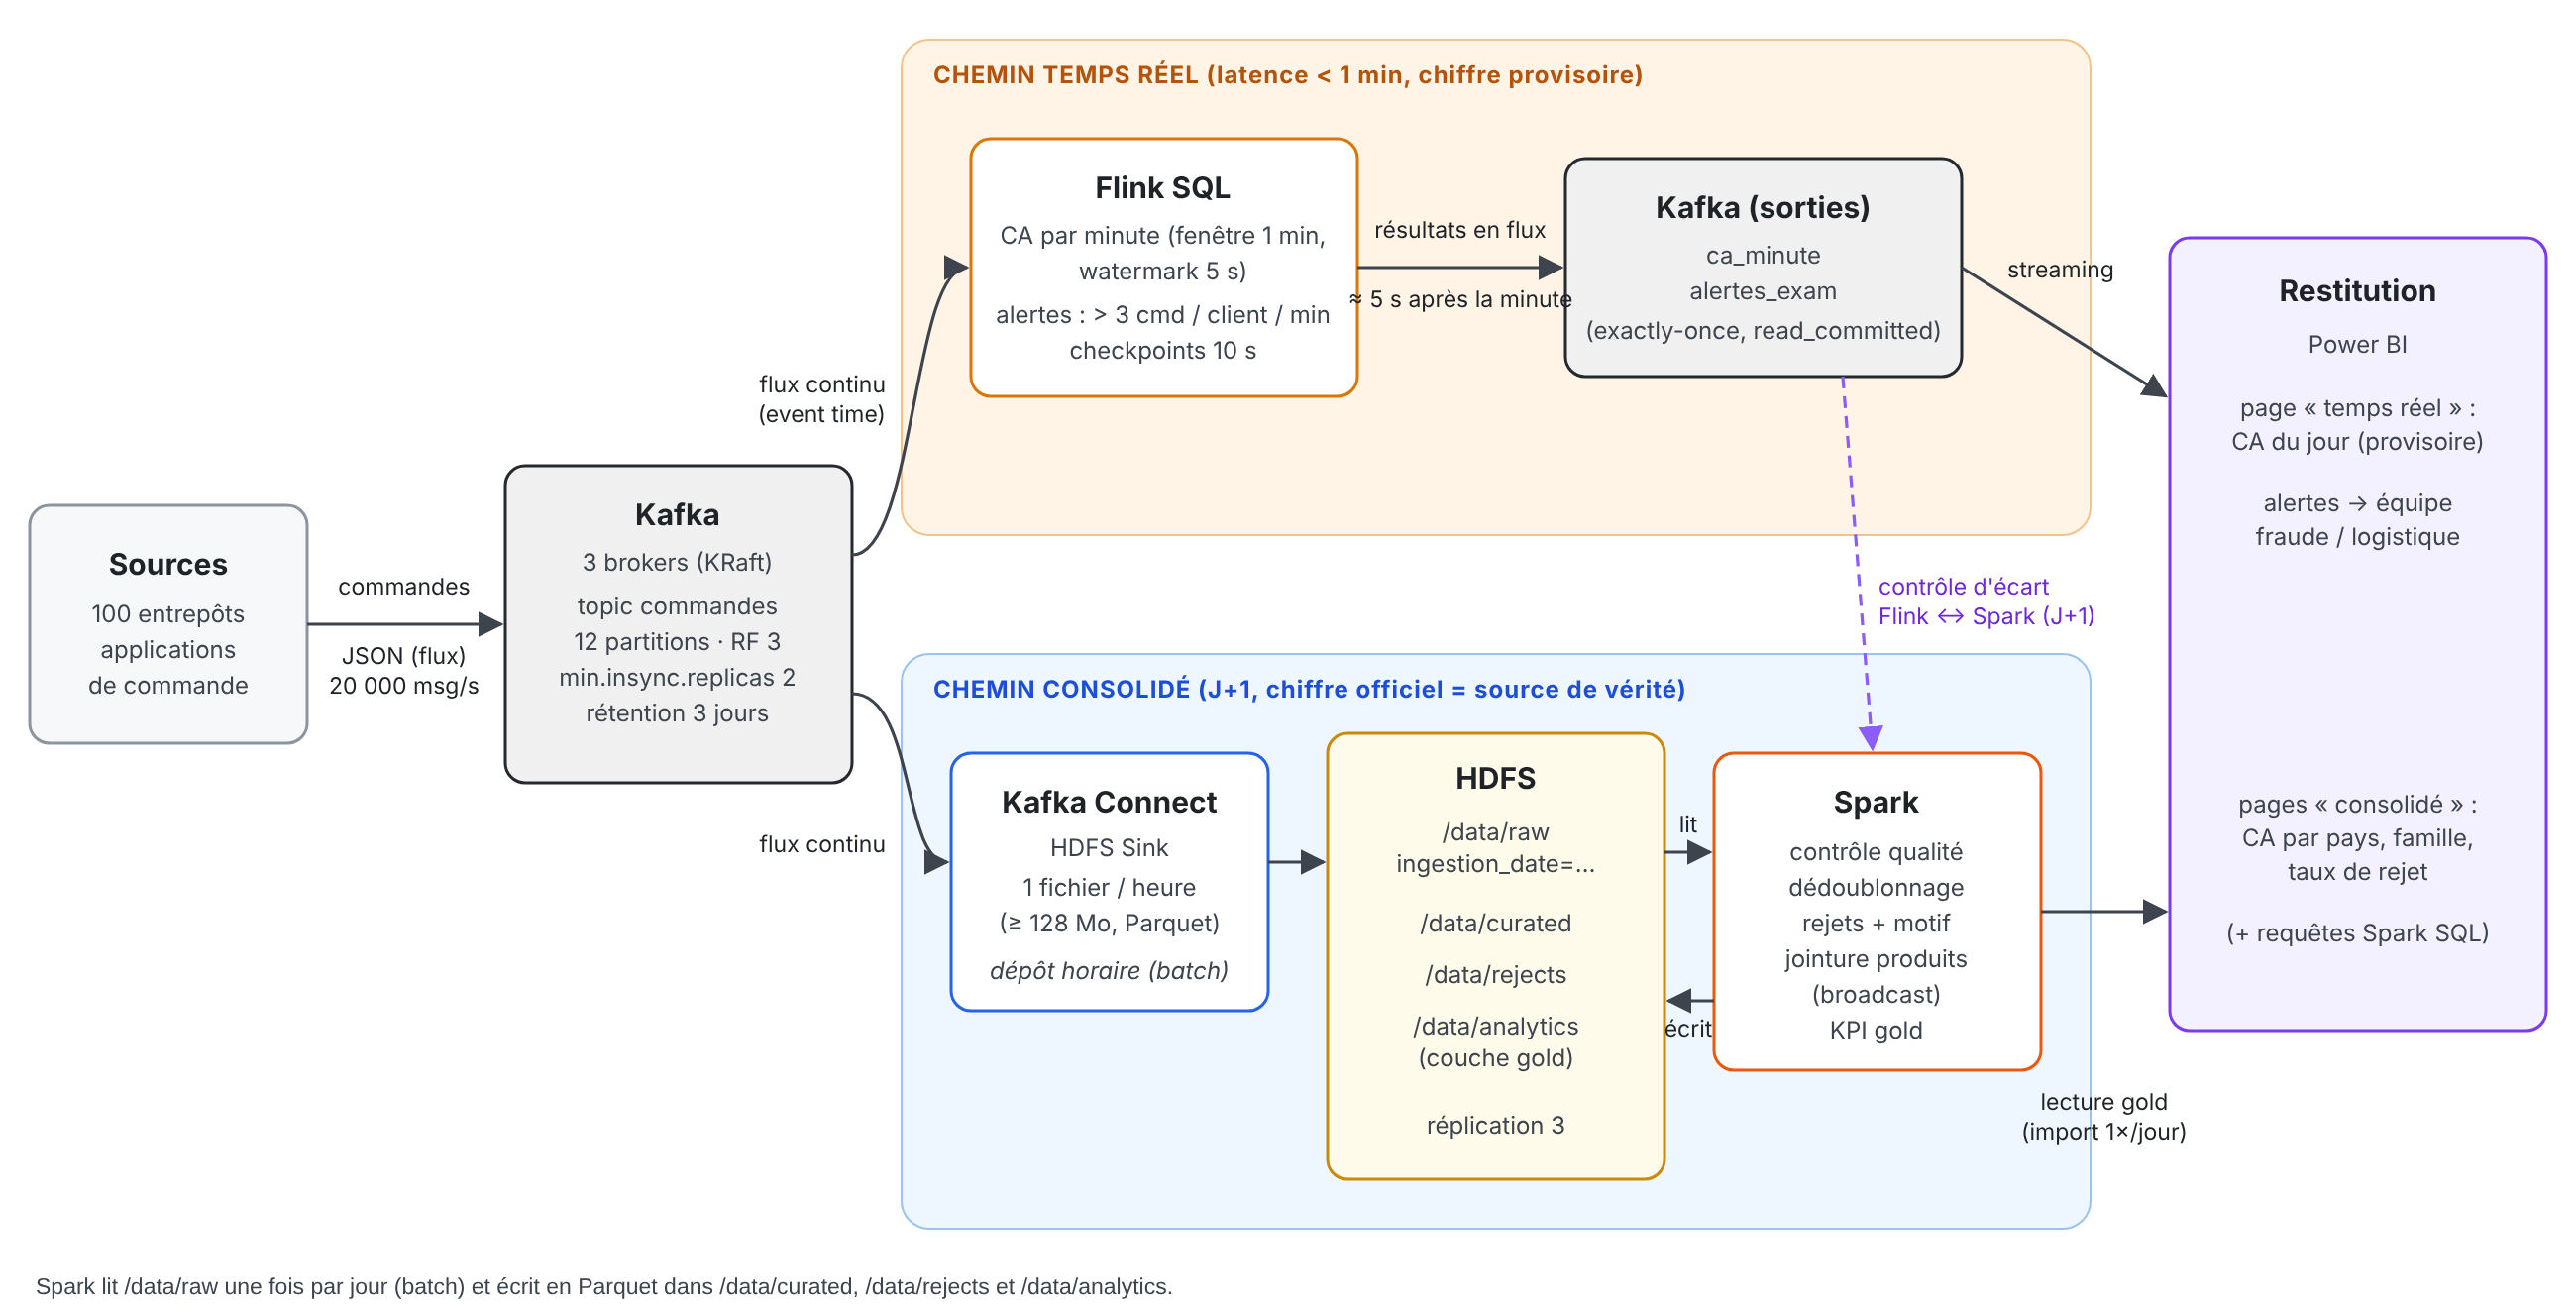 CHEMIN TEMPS RÉEL (latence < 1 min, chiffre provisoire)
Flink SQL
CA par minute (fenêtre 1 min,
watermark 5 s)
alertes : > 3 cmd / client / min
checkpoints 10 s
résultats en flux
≈ 5 s après la minute
Kafka (sorties)
ca_minute
alertes_exam
(exactly-once, read_committed)
streaming
flux continu
(event time)
Sources
100 entrepôts
applications
de commande
commandes
JSON (flux)
20 000 msg/s
Kafka
3 brokers (KRaft)
topic commandes
12 partitions · RF 3
min.insync.replicas 2
rétention 3 jours
flux continu
contrôle d'écart
Flink ↔ Spark (J+1)
CHEMIN CONSOLIDÉ (J+1, chiffre officiel = source de vérité)
Kafka Connect
HDFS Sink
1 fichier / heure
(≥ 128 Mo, Parquet)
dépôt horaire (batch)
HDFS
/data/raw
ingestion_date=...
/data/curated
/data/rejects
/data/analytics
(couche gold)
réplication 3
lit
écrit
Spark
contrôle qualité
dédoublonnage
rejets + motif
jointure produits
(broadcast)
KPI gold
lecture gold
(import 1×/jour)
Restitution
Power BI
page « temps réel » :
CA du jour (provisoire)
alertes → équipe
fraude / logistique
pages « consolidé » :
CA par pays, famille,
taux de rejet
(+ requêtes Spark SQL)
Spark lit /data/raw une fois par jour (batch) et écrit en Parquet dans /data/curated, /data/rejects et /data/analytics.